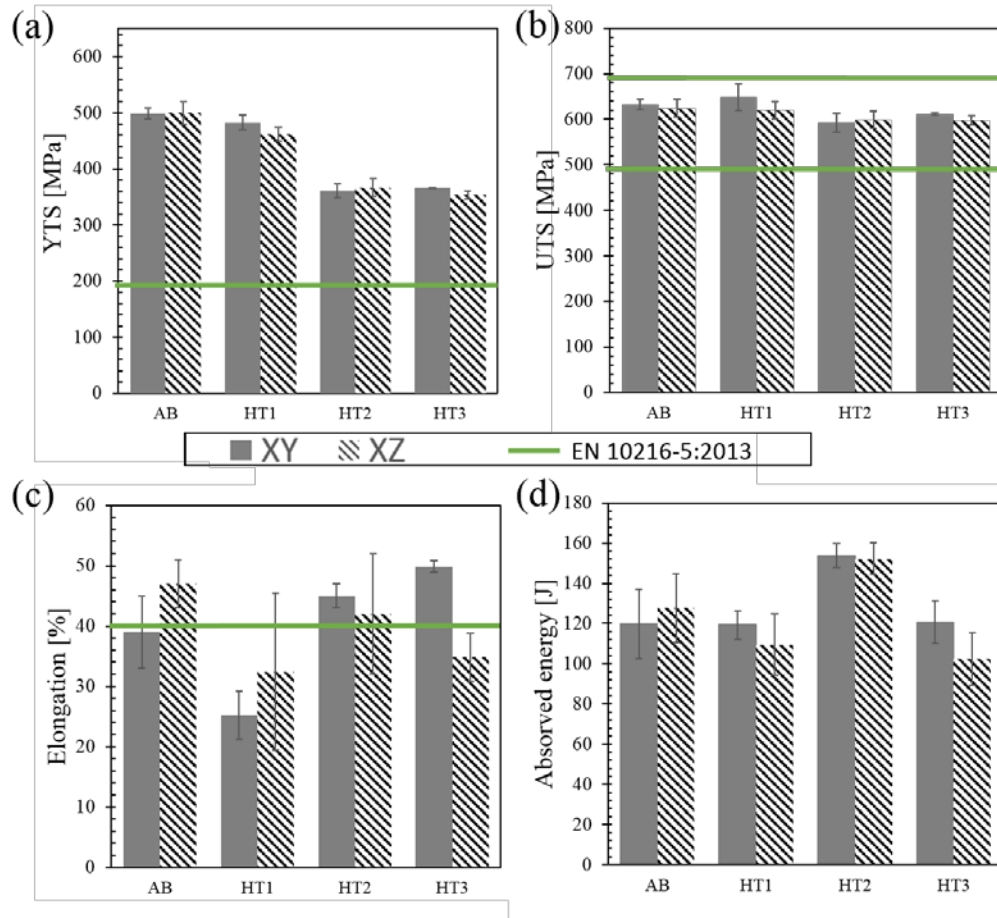 (a)
YTS [MPa]
600
500
400
300
200
100
0
AB HT1 HT2 HT3
(b)
UTS [MPa]
800
700
600
500
400
300
200
100
0
AB HT1 HT2 HT3
XY XZ EN 10216-5:2013
(c)
Elongation [%]
60
50
40
30
20
10
0
AB HT1 HT2 HT3
(d)
Absorved energy [J]
180
160
140
120
100
80
60
40
20
0
AB HT1 HT2 HT3